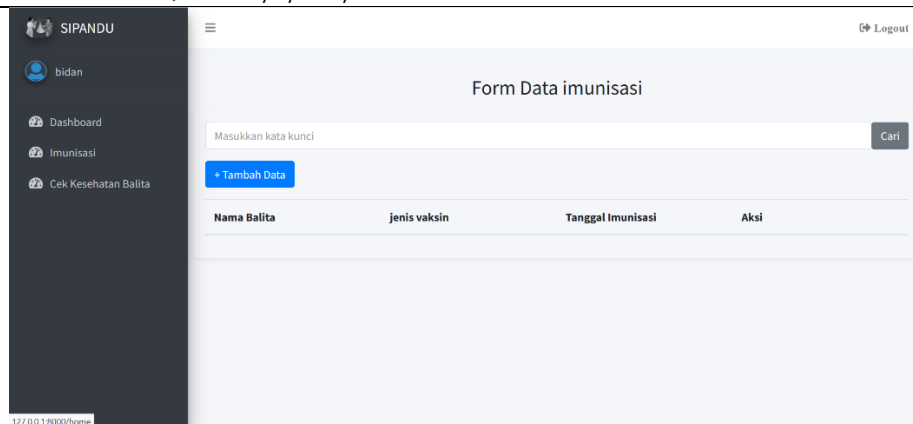 SIPANDU
Logout
bidan
Form Data imunisasi
Dashboard
Masukkan kata kunci
Cari
Imunisasi
+ Tambah Data
Cek Kesehatan Balita
Nama Balita jenis vaksin Tanggal Imunisasi Aksi
127.0.0.1:8000/home